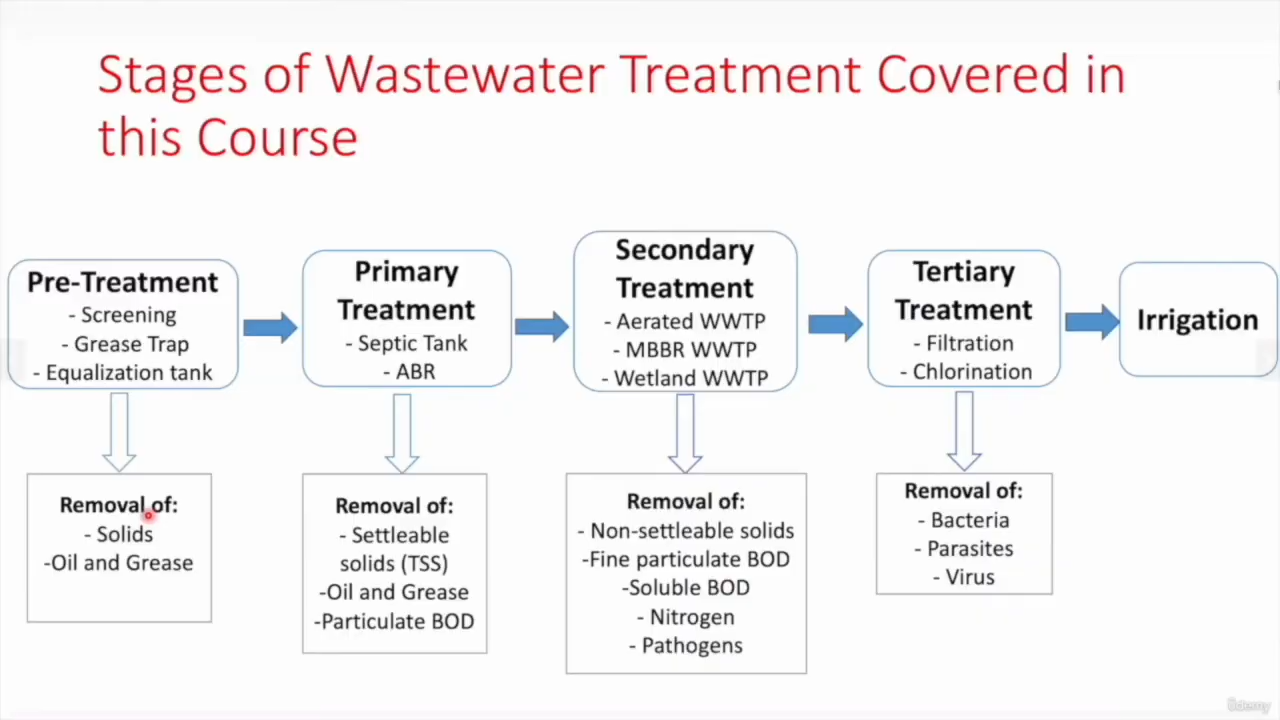 Stages of Wastewater Treatment Covered in
this Course
Pre-Treatment
- Screening
- Grease Trap
- Equalization tank
Primary
Treatment
- Septic Tank
- ABR
Secondary
Treatment
- Aerated WWTP
- MBBR WWTP
- Wetland WWTP
Tertiary
Treatment
- Filtration
- Chlorination
Irrigation
Removal of:
- Solids
-Oil and Grease
Removal of:
- Settleable
solids (TSS)
-Oil and Grease
-Particulate BOD
Removal of:
- Non-settleable solids
-Fine particulate BOD
-Soluble BOD
- Nitrogen
- Pathogens
Removal of:
- Bacteria
- Parasites
- Virus
ûdemy